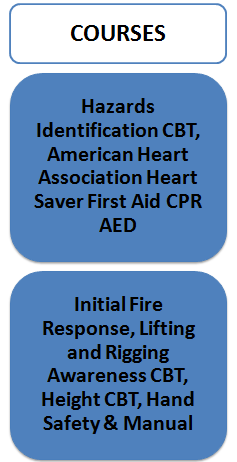 COURSES
Hazards
Identification CBT,
American Heart
Association Heart
Saver First Aid CPR
AED
Initial Fire
Response, Lifting
and Rigging
Awareness CBT,
Height CBT, Hand
Safety & Manual